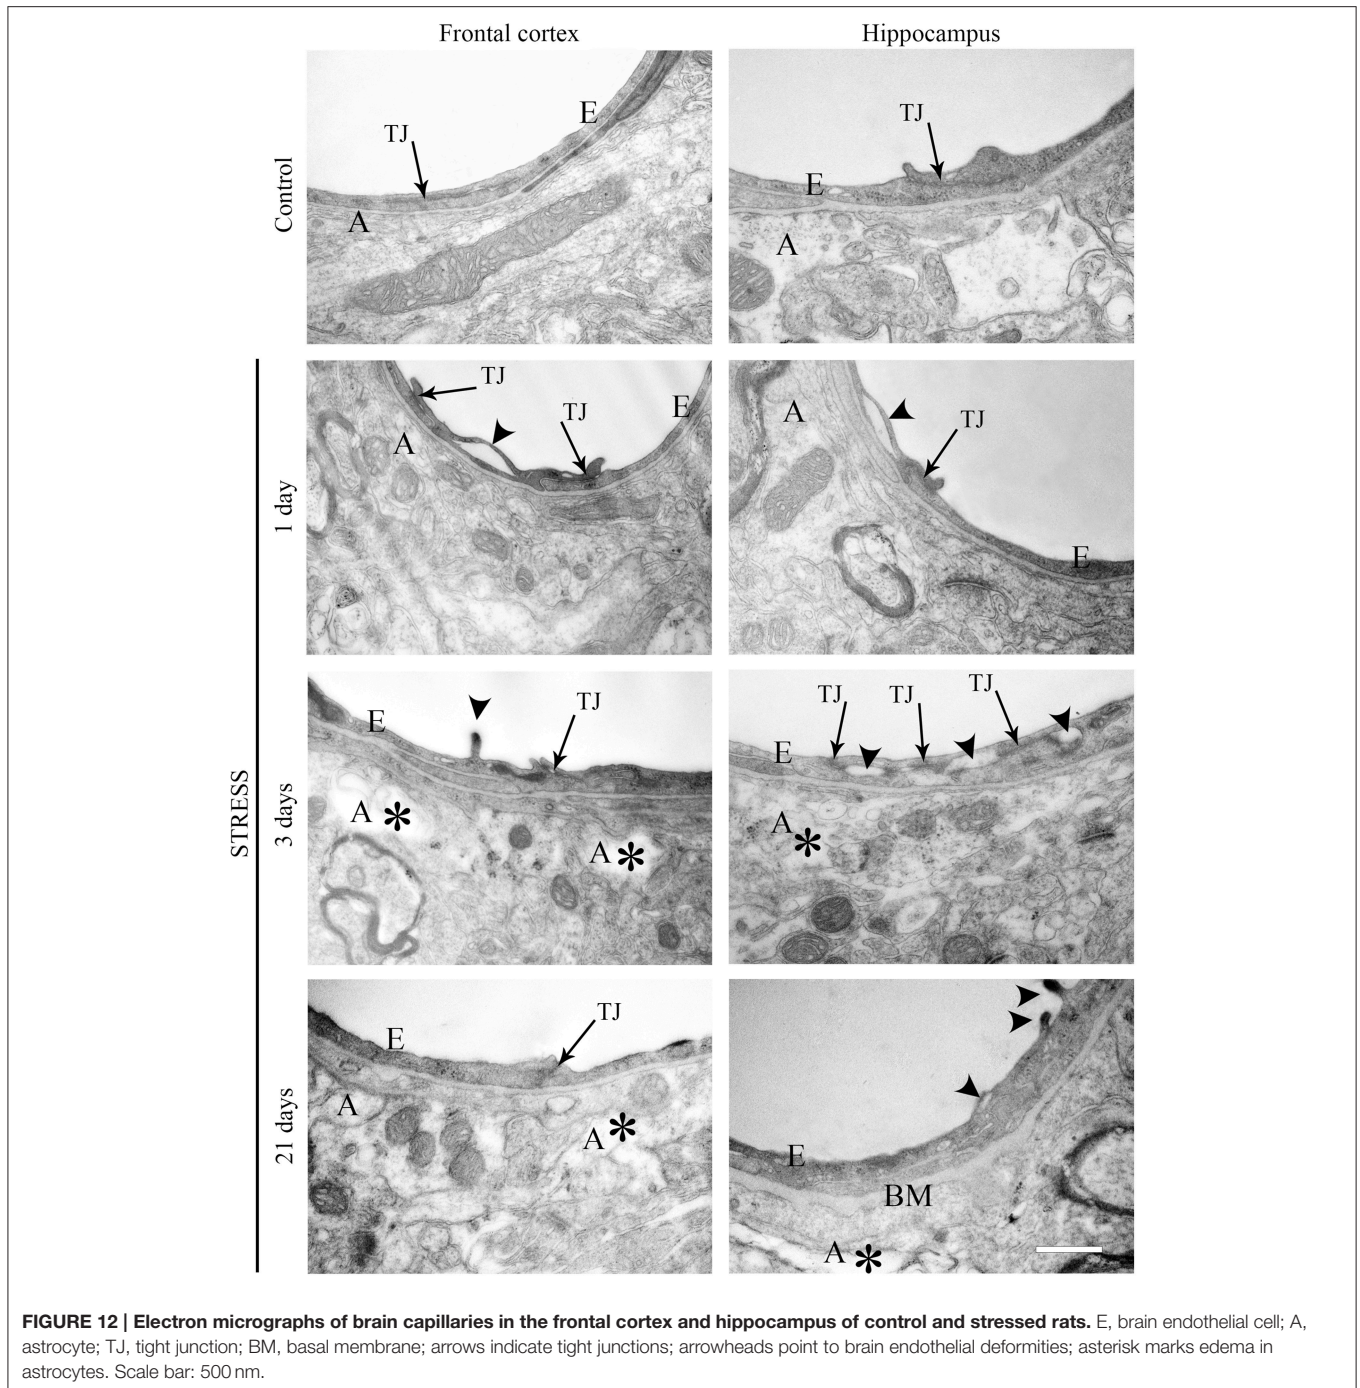 Frontal cortex
Hippocampus
Control
TJ
E
A
TJ
E
A
STRESS
1 day
TJ
TJ
E
A
A
TJ
E
3 days
E
TJ
A *
A *
TJ
TJ
TJ
E
A
*
21 days
TJ
E
A
A *
E
BM
A *
FIGURE 12 | Electron micrographs of brain capillaries in the frontal cortex and hippocampus of control and stressed rats. E, brain endothelial cell; A,
astrocyte; TJ, tight junction; BM, basal membrane; arrows indicate tight junctions; arrowheads point to brain endothelial deformities; asterisk marks edema in
astrocytes. Scale bar: 500 nm.